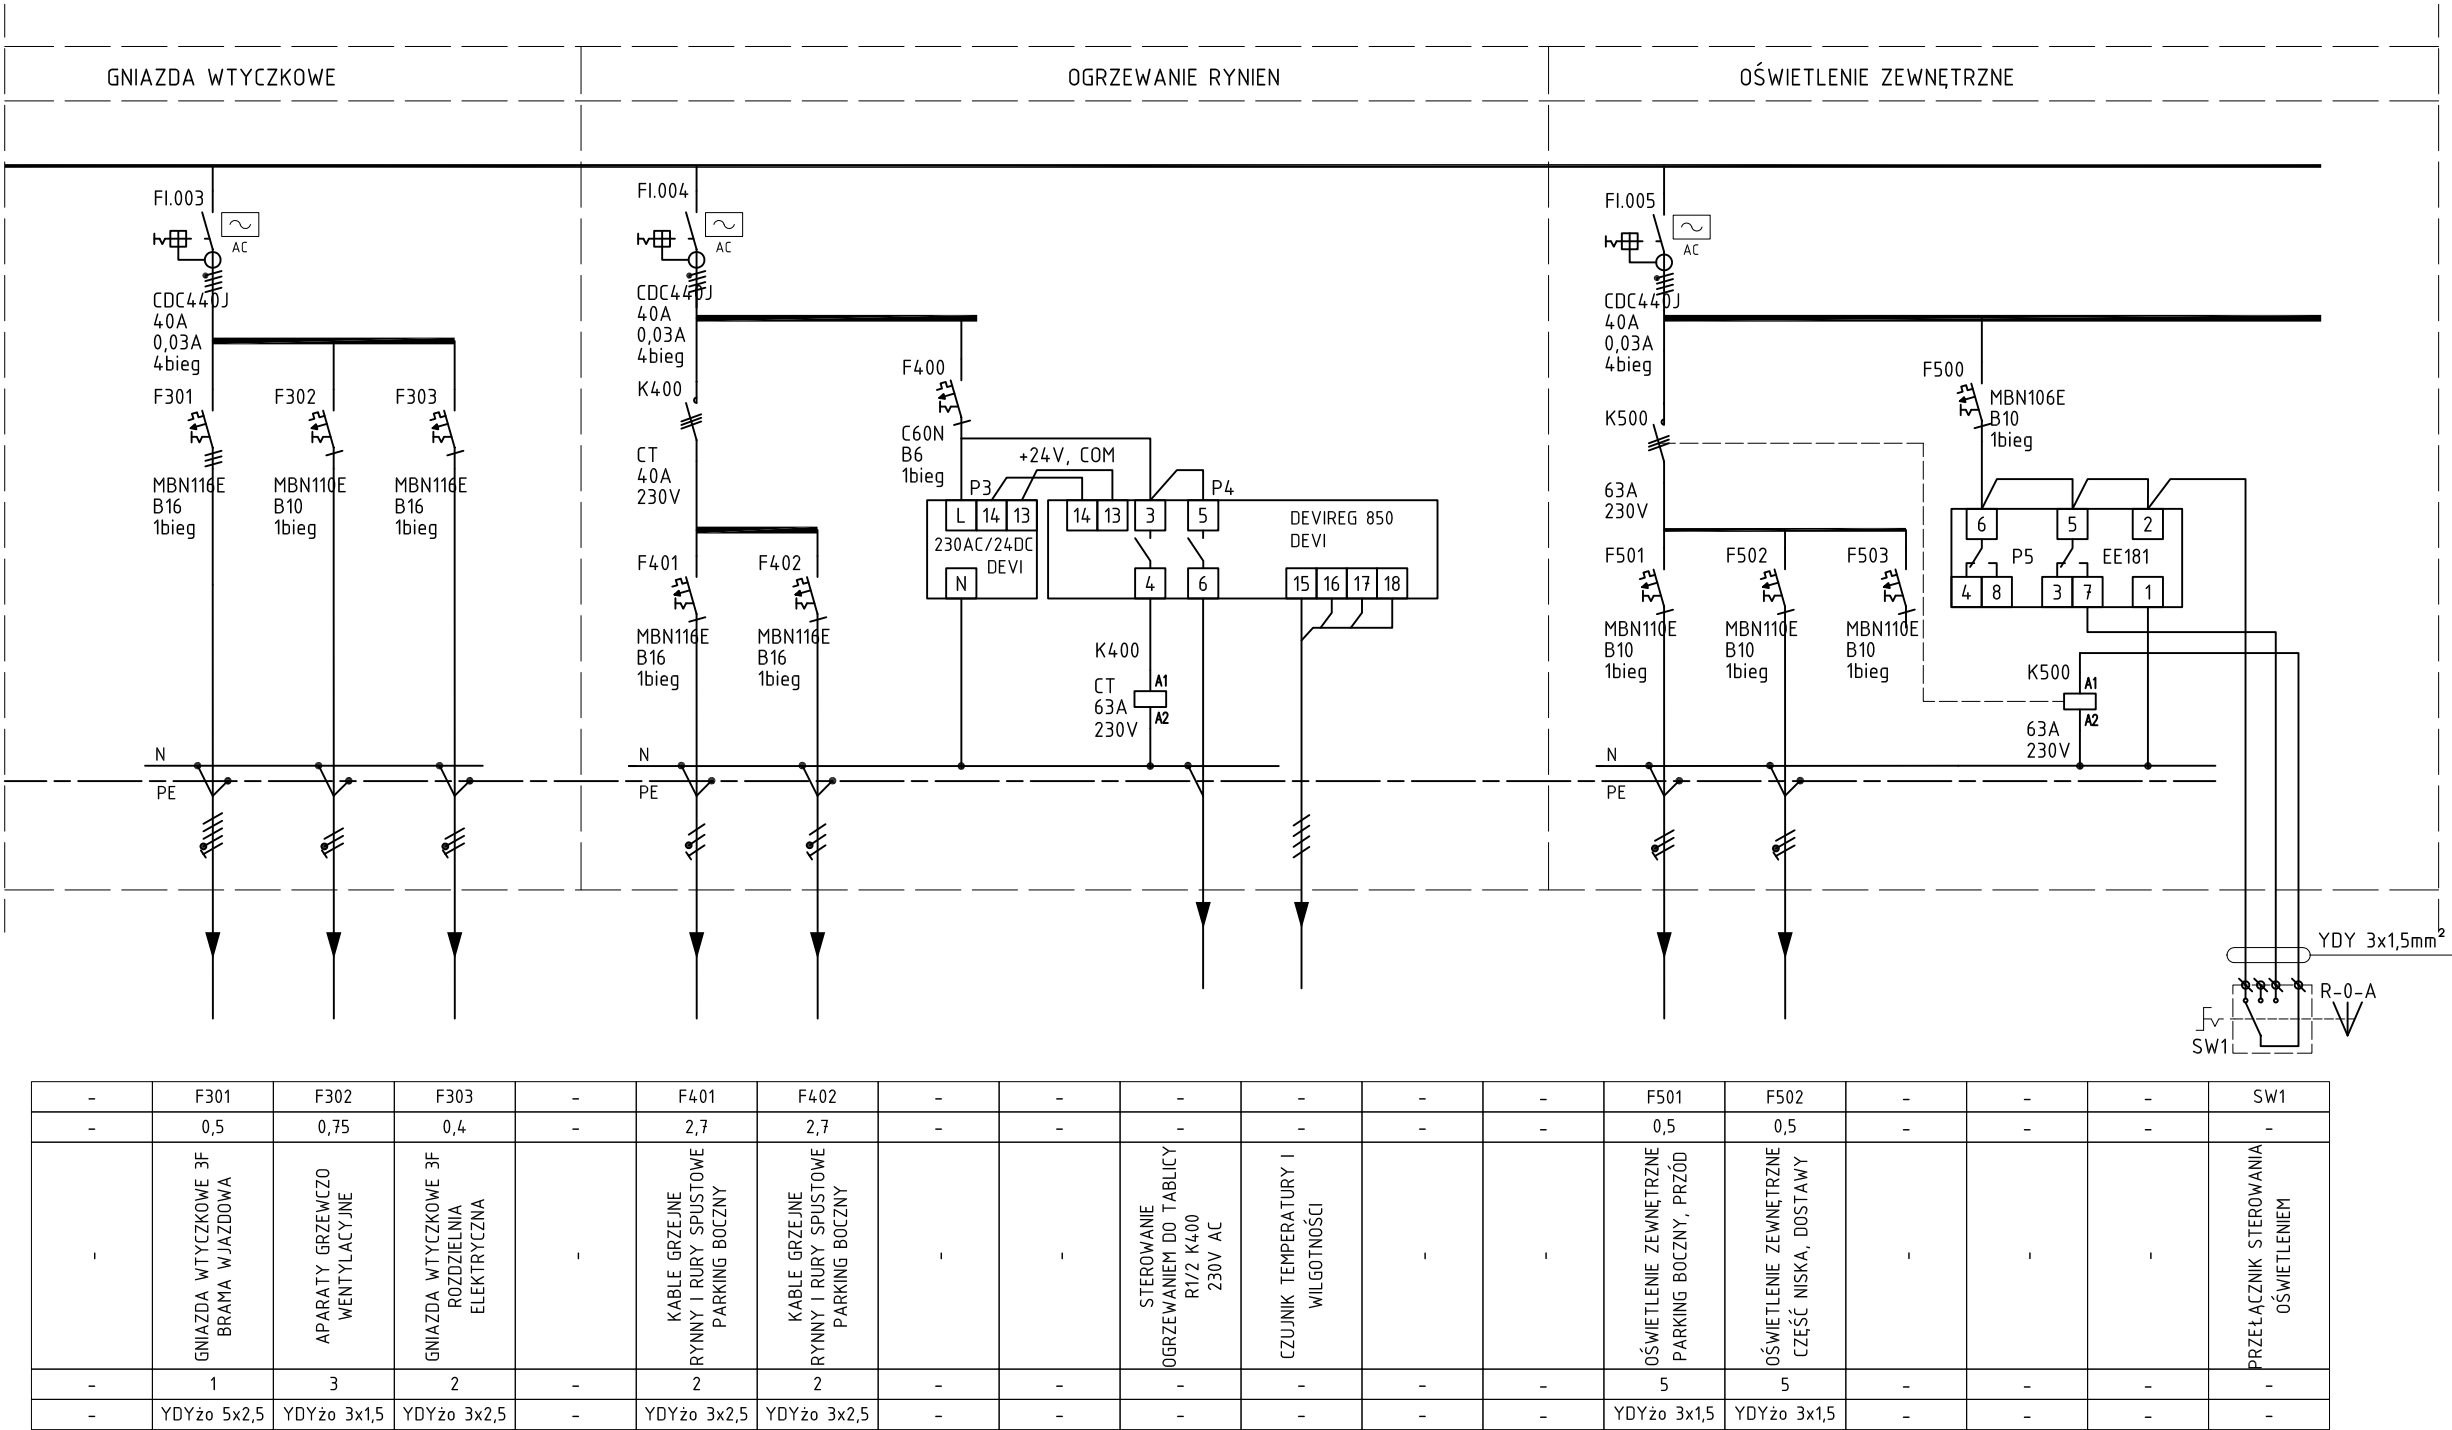 GNIAZDA WTYCZKOWE
OGRZEWANIE RYNIEN
OŚWIETLENIE ZEWNĘTRZNE
FI.003
AC
CDC440J
40A
0,03A
4bieg
F301
MBN116E
B16
1bieg
F302
MBN110E
B10
1bieg
F303
MBN116E
B16
1bieg
N
PE
FI.004
AC
CDC440J
40A
0,03A
4bieg
K400
CT
40A
230V
F401
MBN116E
B16
1bieg
F402
MBN116E
B16
1bieg
N
PE
F400
C60N
B6
1bieg
+24V, COM
P3
L 14 13
230AC/24DC
DEVI
N
P4
14 13 3 5
DEVIREG 850
DEVI
4 6 15 16 17 18
K400
A1
CT
63A
A2
230V
FI.005
AC
CDC440J
40A
0,03A
4bieg
K500
63A
230V
F501
MBN110E
B10
1bieg
F502
MBN110E
B10
1bieg
F503
MBN110E
B10
1bieg
N
PE
F500
MBN106E
B10
1bieg
6 5 2
P5 EE181
4 8 3 7 1
K500
A1
A2
63A
230V
YDY 3x1,5mm²
R-0-A
SW1
- F301 F302 F303 - F401 F402 - - - - - - F501 F502 - - - SW1
- 0,5 0,75 0,4 - 2,7 2,7 - - - - - - 0,5 0,5 - - - -
-
GNIAZDA WTYCZKOWE 3F
BRAMA WJAZDOWA
APARATY GRZEWCZO
WENTYLACYJNE
GNIAZDA WTYCZKOWE 3F
ROZDZIELNIA
ELEKTRYCZNA
-
KABLE GRZEJNE
RYNNY I RURY SPUSTOWE
PARKING BOCZNY
KABLE GRZEJNE
RYNNY I RURY SPUSTOWE
PARKING BOCZNY
-
-
STEROWANIE
OGRZEWANIEM DO TABLICY
R1/2 K400
230V AC
CZUJNIK TEMPERATURY I
WILGOTNOŚCI
-
-
OŚWIETLENIE ZEWNĘTRZNE
PARKING BOCZNY, PRZÓD
OŚWIETLENIE ZEWNĘTRZNE
CZĘŚĆ NISKA, DOSTAWY
-
-
-
PRZEŁĄCZNIK STEROWANIA
OŚWIETLENIEM
- 1 3 2 - 2 2 - - - - - - 5 5 - - - -
- YDYżo 5x2,5 YDYżo 3x1,5 YDYżo 3x2,5 - YDYżo 3x2,5 YDYżo 3x2,5 - - - - - - YDYżo 3x1,5 YDYżo 3x1,5 - - - -